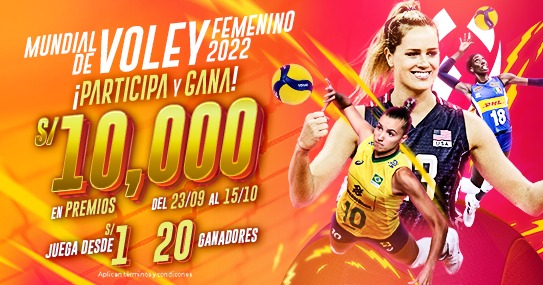 MUNDIAL DE VOLEY FEMENINO 2022
¡PARTICIPA Y GANA!
S/ 10,000
EN PREMIOS DEL 23/09 AL 15/10
JUEGA DESDE S/ 1 20 GANADORES
Aplican términos y condiciones
USA
DHL
18
10